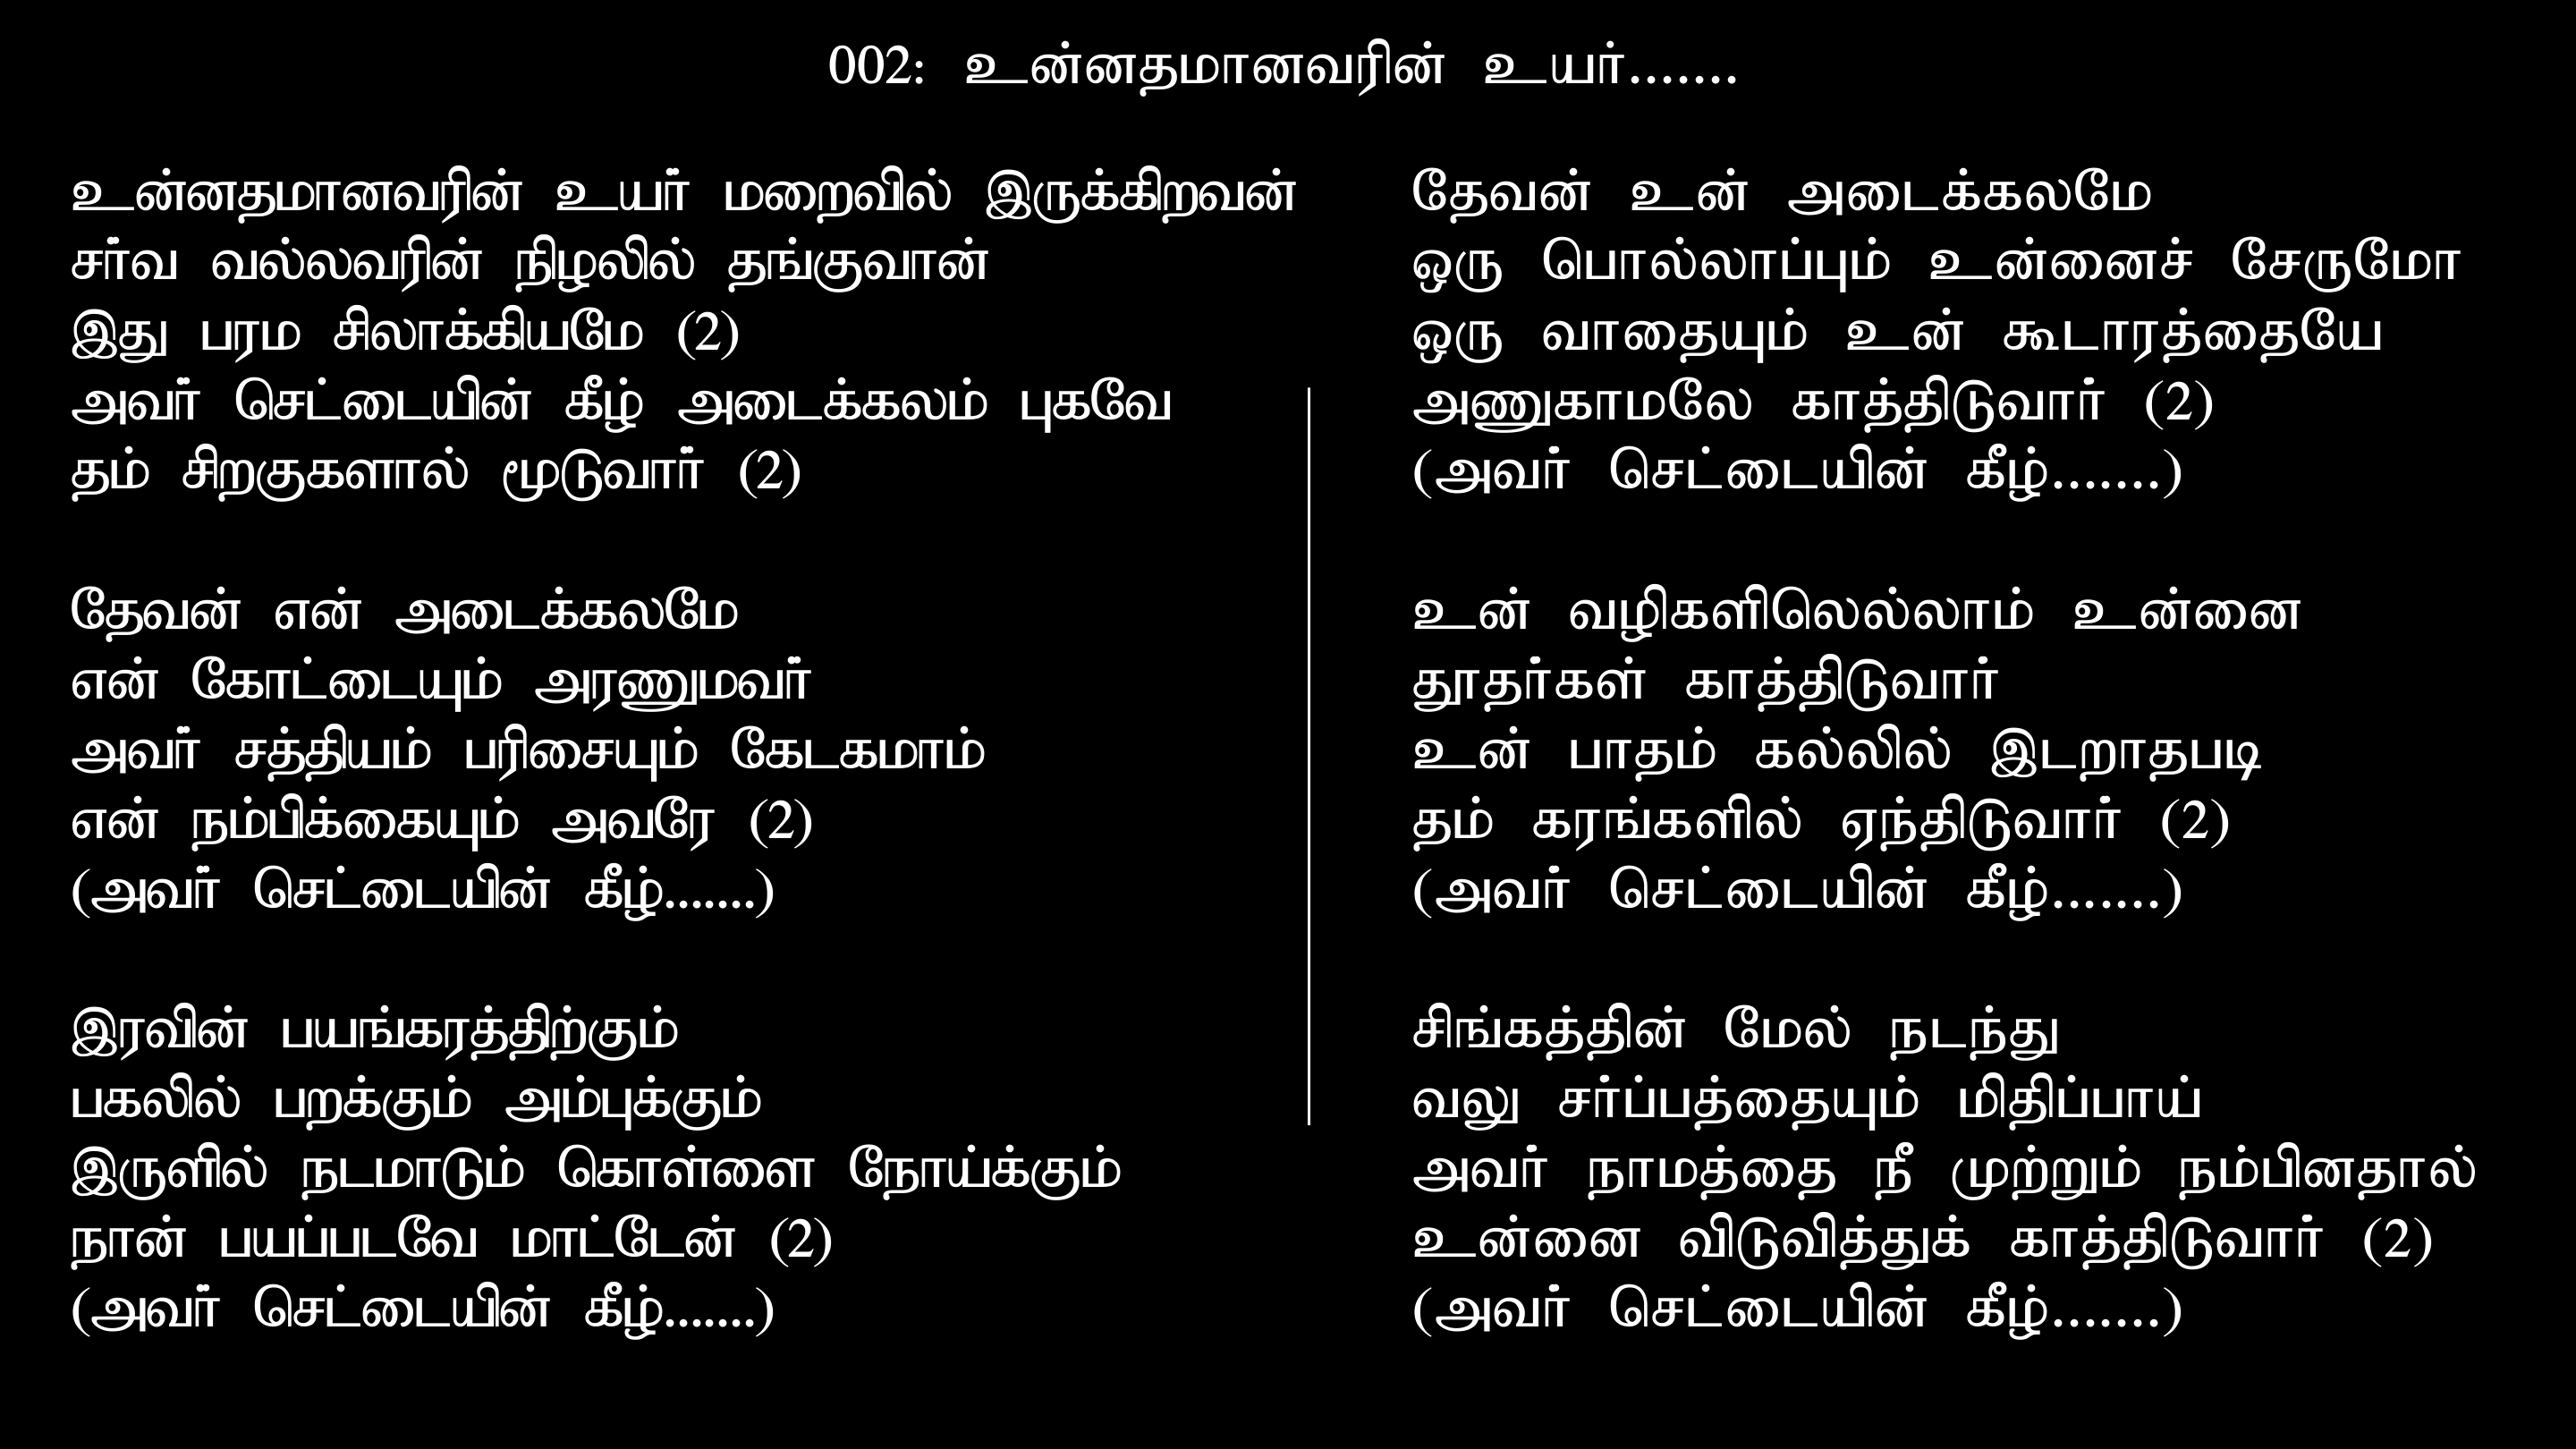 002: உன்னதமானவரின் உயர்.......
உன்னதமானவரின் உயர் மறைவில் இருக்கிறவன்
சர்வ வல்லவரின் நிழலில் தங்குவான்
இது பரம சிலாக்கியமே (2)
அவர் செட்டையின் கீழ் அடைக்கலம் புகவே
தம் சிறகுகளால் மூடுவார் (2)
தேவன் என் அடைக்கலமே
என் கோட்டையும் அரணுமவர்
அவர் சத்தியம் பரிசையும் கேடகமாம்
என் நம்பிக்கையும் அவரே (2)
(அவர் செட்டையின் கீழ்.......)
இரவின் பயங்கரத்திற்கும்
பகலில் பறக்கும் அம்புக்கும்
இருளில் நடமாடும் கொள்ளை நோய்க்கும்
நான் பயப்படவே மாட்டேன் (2)
(அவர் செட்டையின் கீழ்.......)
தேவன் உன் அடைக்கலமே
ஒரு பொல்லாப்பும் உன்னைச் சேருமோ
ஒரு வாதையும் உன் கூடாரத்தையே
அணுகாமலே காத்திடுவார் (2)
(அவர் செட்டையின் கீழ்.......)
உன் வழிகளிலெல்லாம் உன்னை
தூதர்கள் காத்திடுவார்
உன் பாதம் கல்லில் இடறாதபடி
தம் கரங்களில் ஏந்திடுவார் (2)
(அவர் செட்டையின் கீழ்.......)
சிங்கத்தின் மேல் நடந்து
வலு சர்ப்பத்தையும் மிதிப்பாய்
அவர் நாமத்தை நீ முற்றும் நம்பினதால்
உன்னை விடுவித்துக் காத்திடுவார் (2)
(அவர் செட்டையின் கீழ்.......)